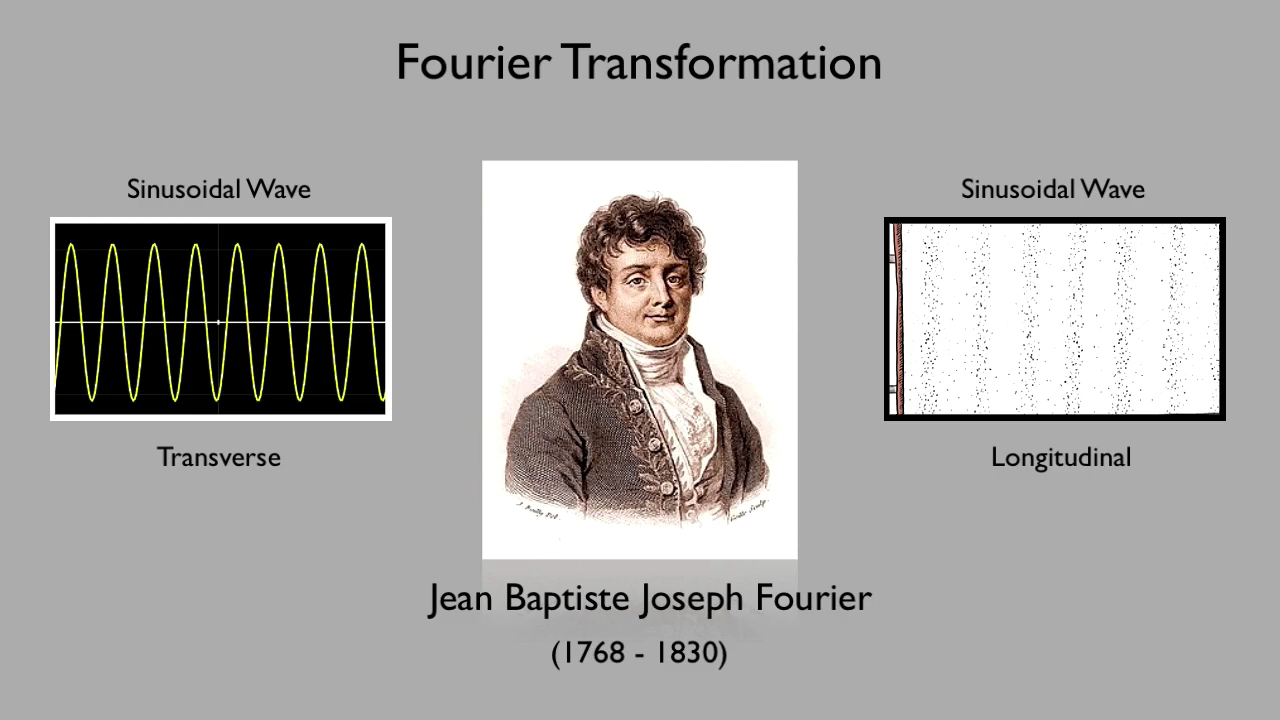 Fourier Transformation
Sinusoidal Wave
Transverse
Sinusoidal Wave
Longitudinal
Jean Baptiste Joseph Fourier
(1768 - 1830)